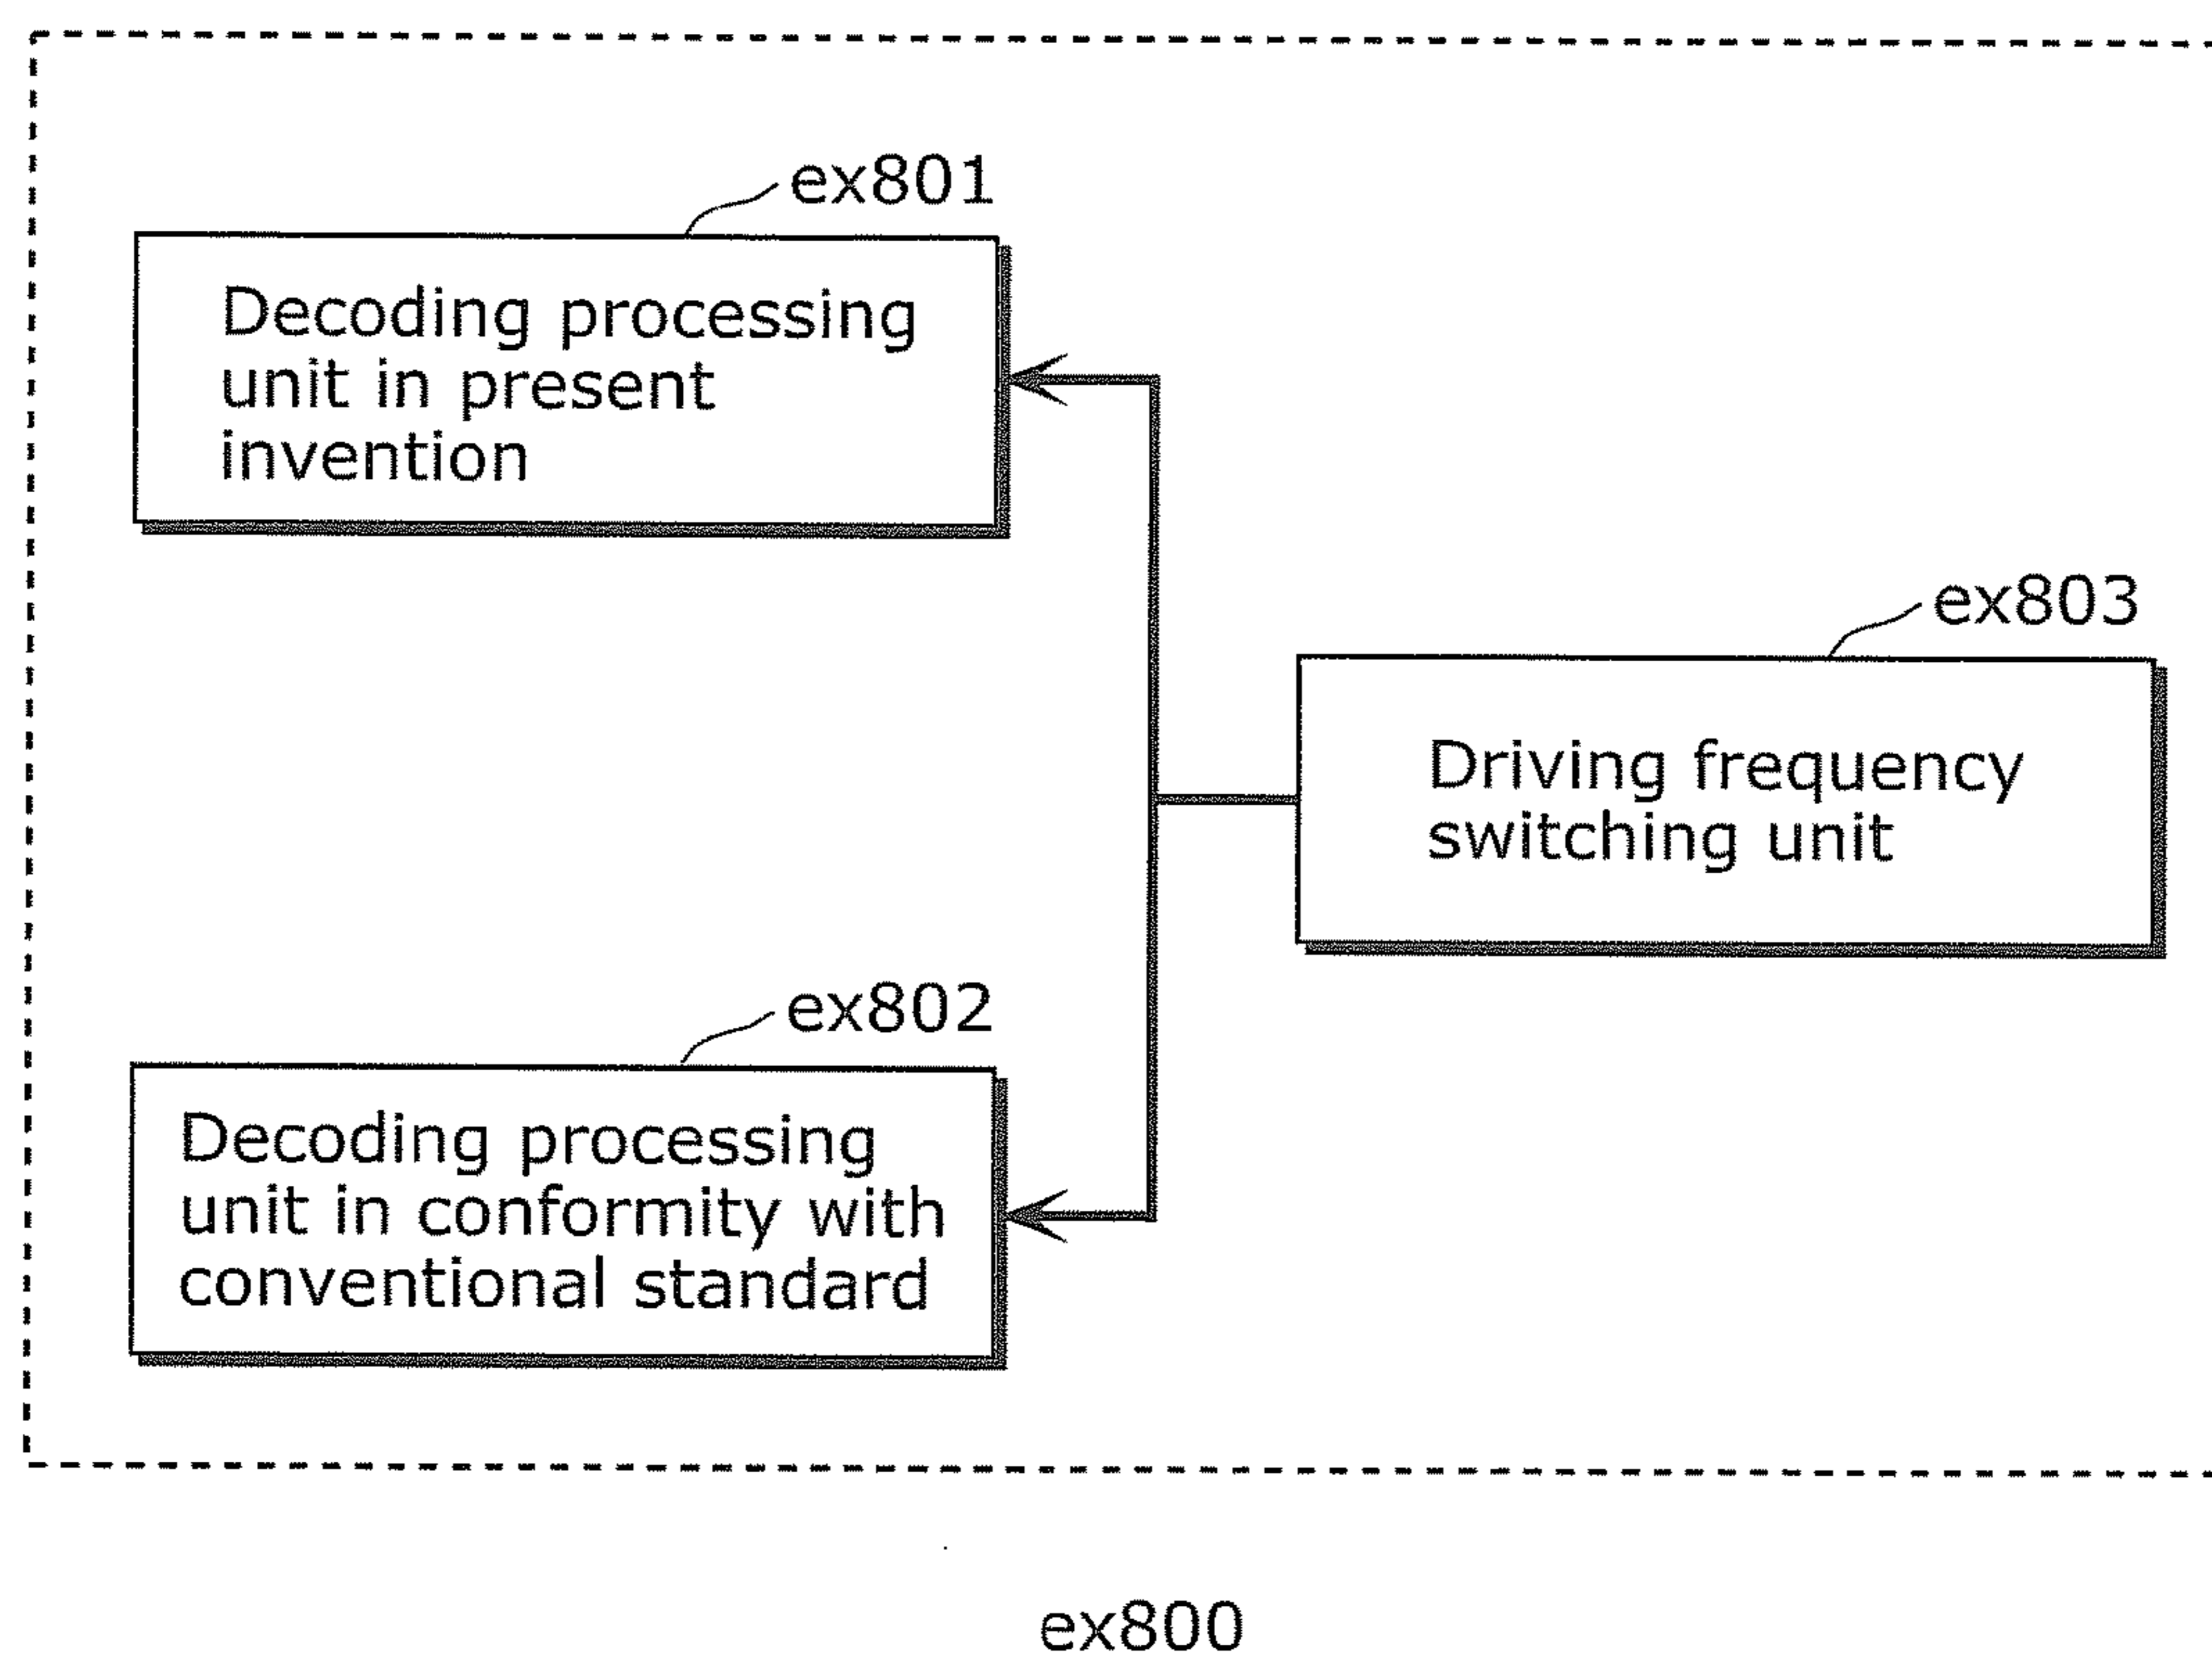 ex801
Decoding processing
unit in present
invention
ex803
Driving frequency
switching unit
ex802
Decoding processing
unit in conformity with
conventional standard
ex800